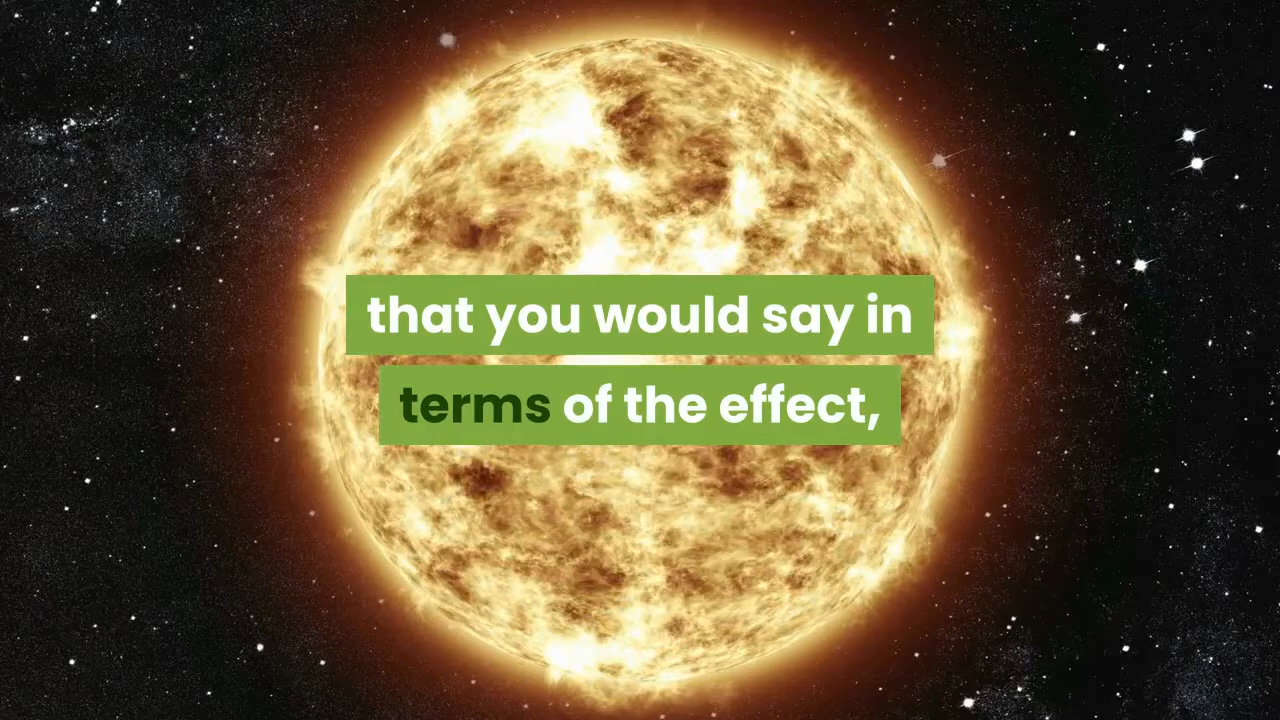 that you would say in
terms of the effect,